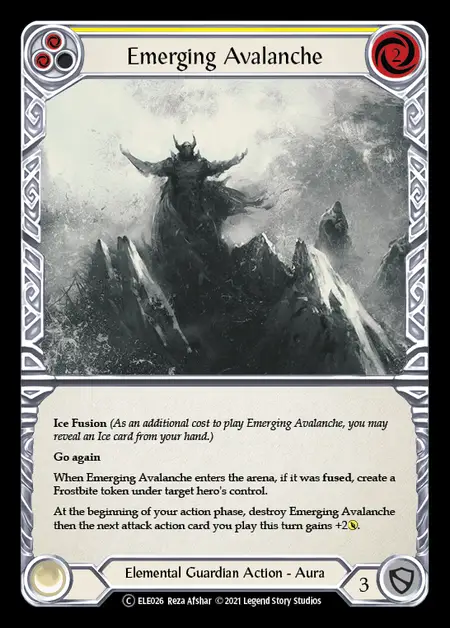 Emerging Avalanche
2
Ice Fusion (As an additional cost to play Emerging Avalanche, you may
reveal an Ice card from your hand.)
Go again
When Emerging Avalanche enters the arena, if it was fused, create a
Frostbite token under target hero's control.
At the beginning of your action phase, destroy Emerging Avalanche
then the next attack action card you play this turn gains +2.
Elemental Guardian Action - Aura
3
C ELE026 Reza Afshar © 2021 Legend Story Studios